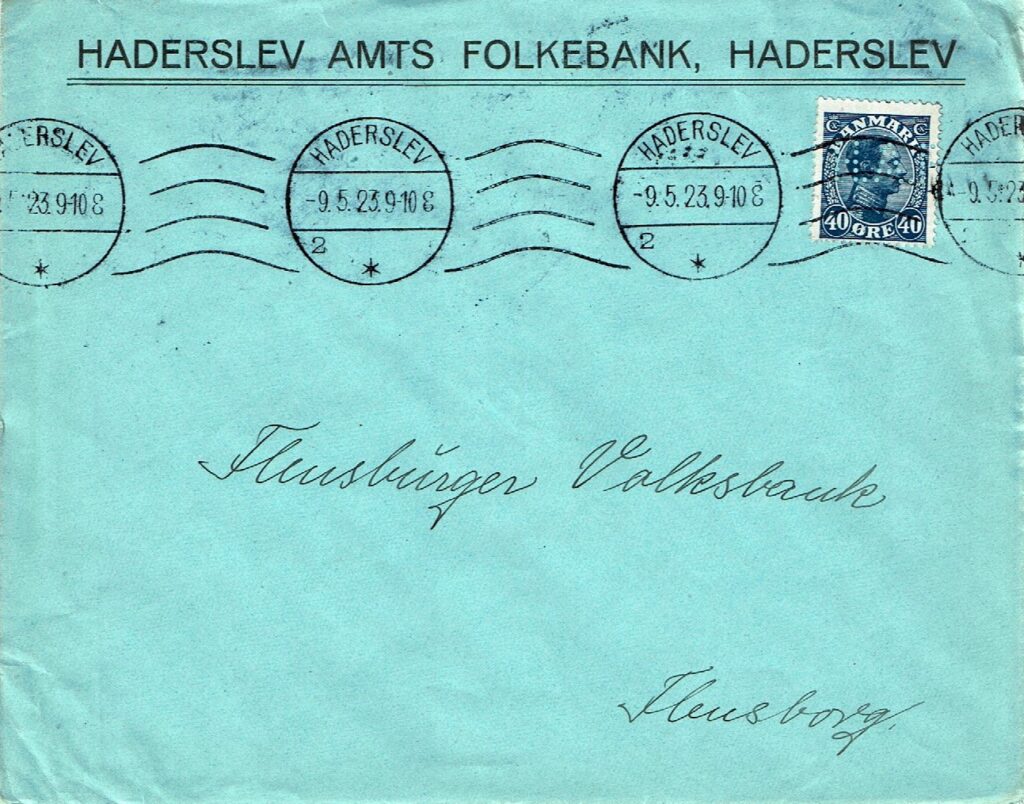 HADERSLEV AMTS FOLKEBANK, HADERSLEV
HADERSLEV
HADERSLEV
-9.5.23.9-10 8
2
-9.5.23.9-10 8
2
DANMARK
40 ØRE 40
Flensburger Volksbank
Flensborg.